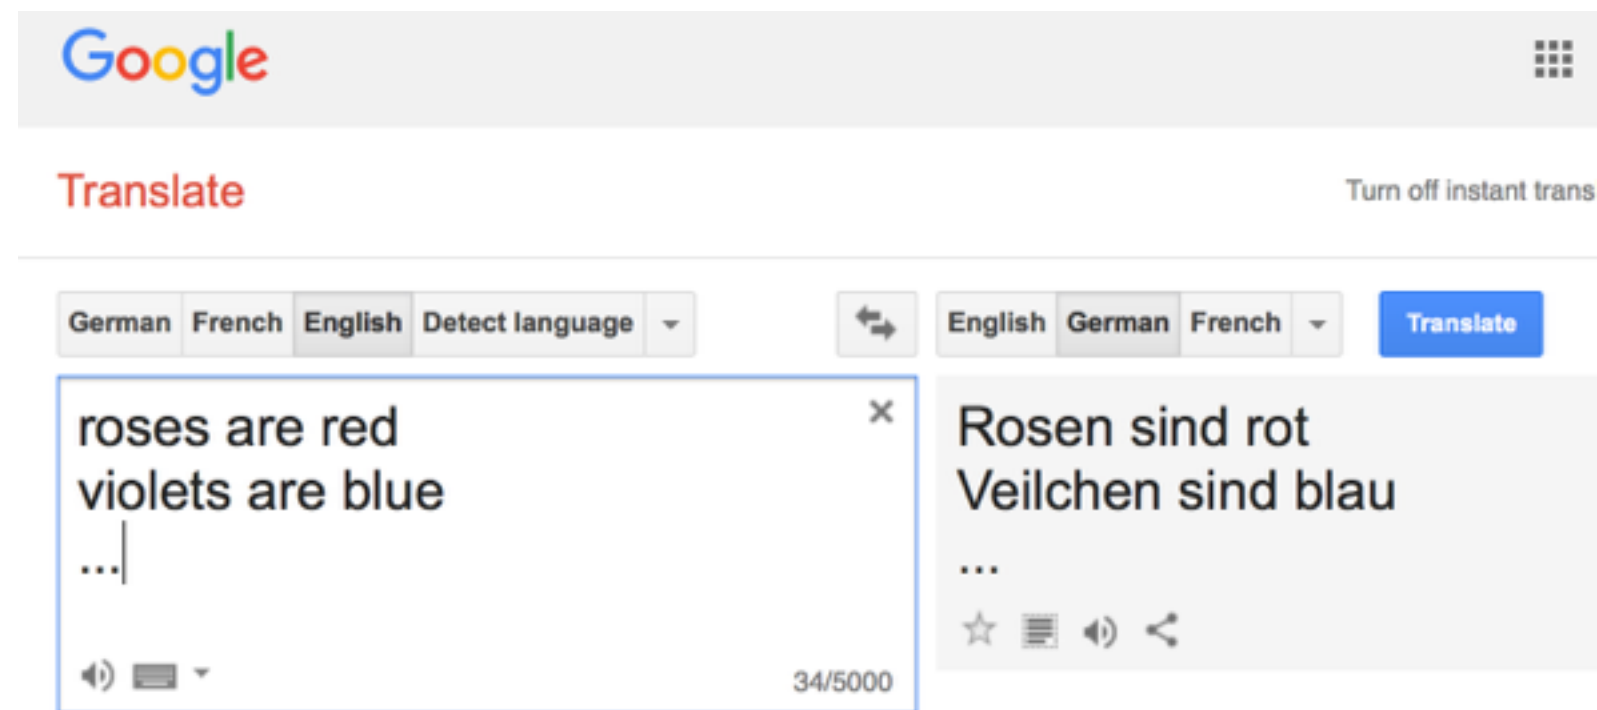 Google
Translate
Turn off instant trans
German French English Detect language
English German French Translate
roses are red
violets are blue
...
34/5000
Rosen sind rot
Veilchen sind blau
...